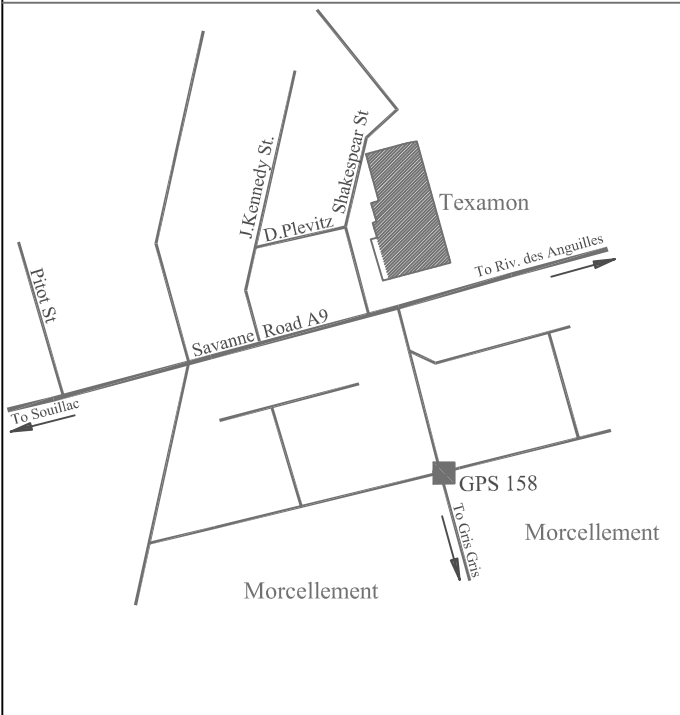 Shakespear St
J.Kennedy St.
Texamon
D.Plevitz
To Riv. des Anguilles
Pitot St
Savanne Road A9
To Souillac
GPS 158
To Gris Gris
Morcellement
Morcellement